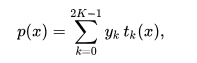 p(x) = \sum_{k=0}^{2K-1} y_k t_k(x),